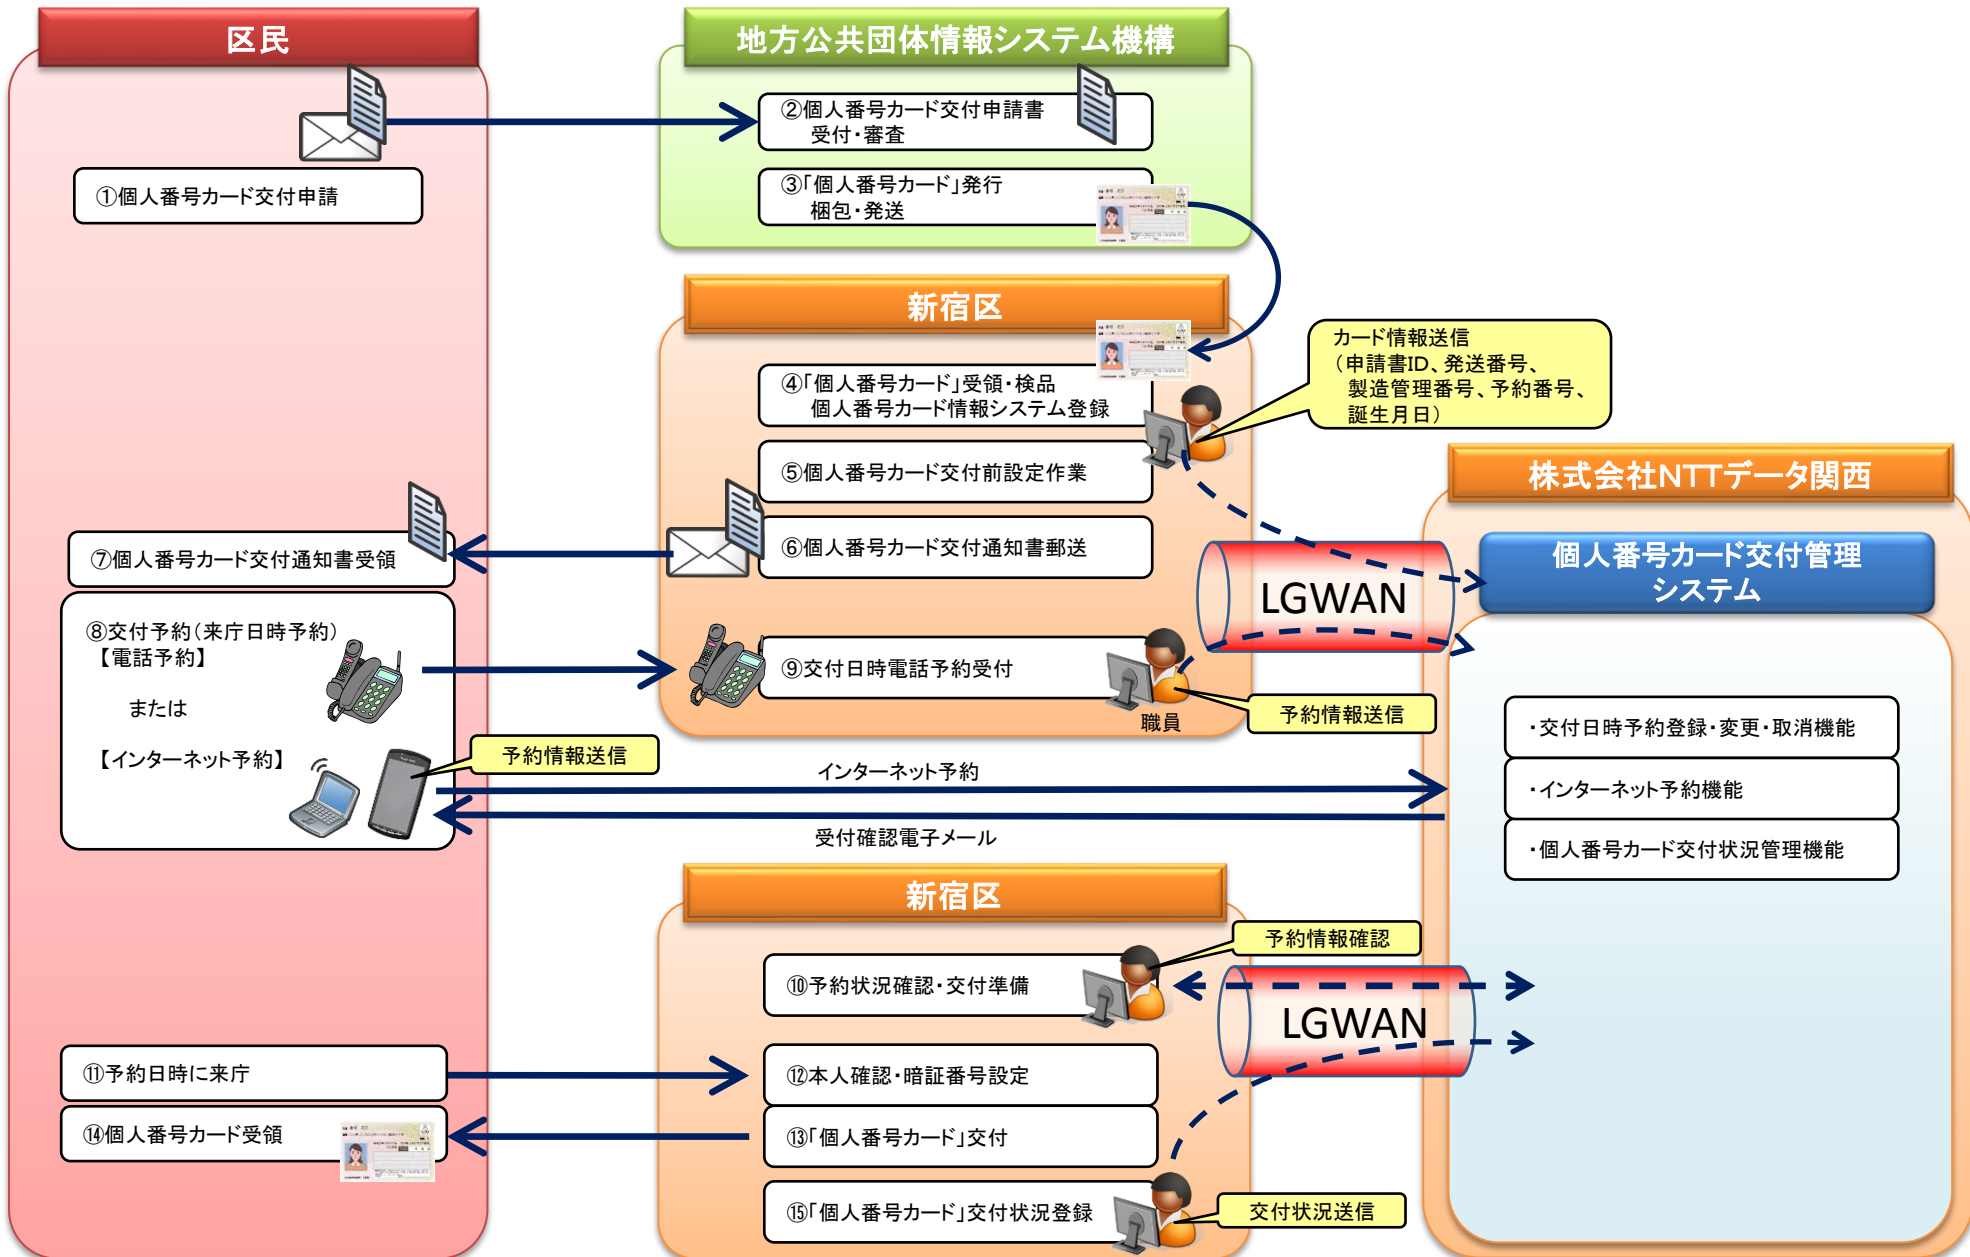 区民
地方公共団体情報システム機構
①個人番号カード交付申請
②個人番号カード交付申請書
受付・審査
③「個人番号カード」発行
梱包・発送
新宿区
④「個人番号カード」受領・検品
個人番号カード情報システム登録
カード情報送信
（申請書ID、発送番号、
製造管理番号、予約番号、
誕生月日）
⑤個人番号カード交付前設定作業
⑥個人番号カード交付通知書郵送
⑦個人番号カード交付通知書受領
⑧交付予約（来庁日時予約）
【電話予約】
または
【インターネット予約】
予約情報送信
⑨交付日時電話予約受付
職員
予約情報送信
LGWAN
株式会社NTTデータ関西
個人番号カード交付管理
システム
・交付日時予約登録・変更・取消機能
・インターネット予約機能
・個人番号カード交付状況管理機能
インターネット予約
受付確認電子メール
新宿区
⑩予約状況確認・交付準備
予約情報確認
LGWAN
⑪予約日時に来庁
⑫本人確認・暗証番号設定
⑬「個人番号カード」交付
⑭個人番号カード受領
⑮「個人番号カード」交付状況登録
交付状況送信